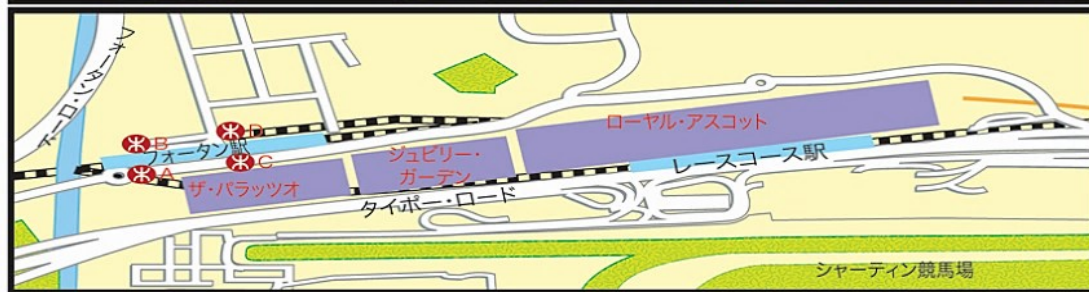 フォータン・ロード
B
D
フォータン駅
A
C
ザ・パラッツオ
ジュビリー・
ガーデン
ローヤル・アスコット
レースコース駅
タイポー・ロード
シャーティン競馬場